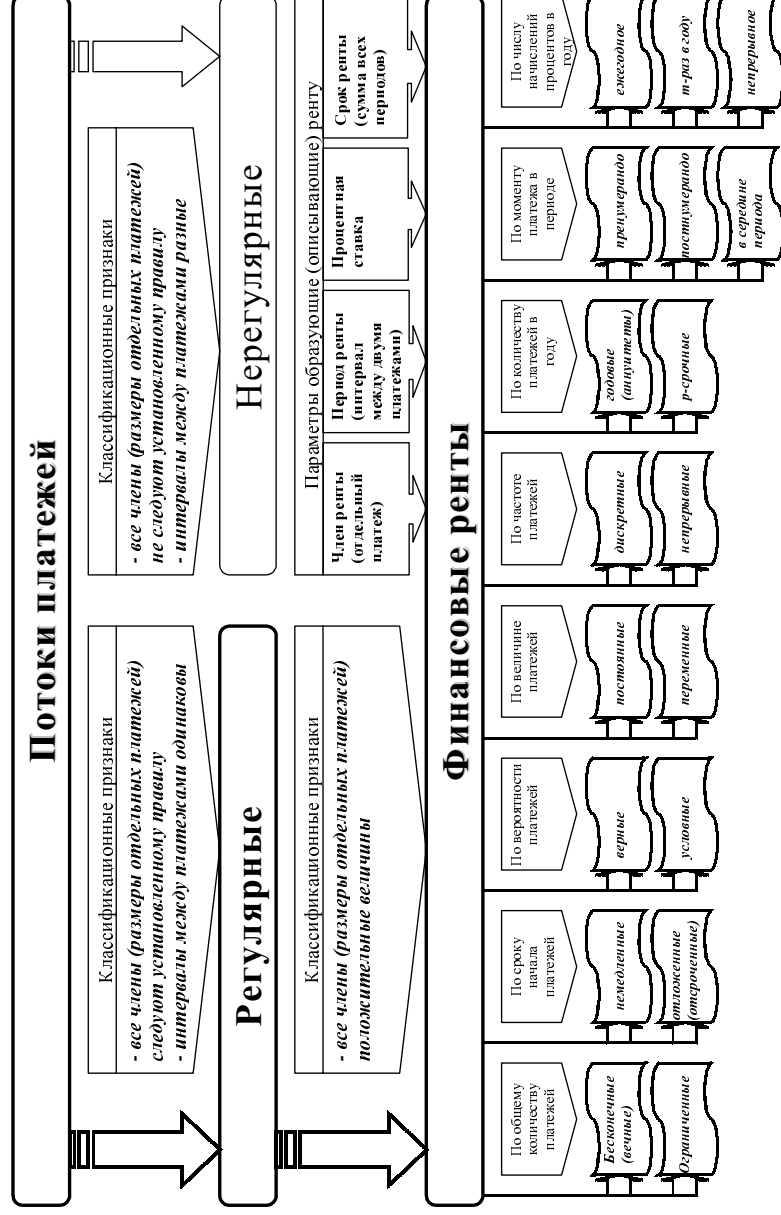 Потоки платежей
Классификационные признаки
- все члены (размеры отдельных платежей)
следуют установленному правилу
- интервалы между платежами одинаковы
Классификационные признаки
- все члены (размеры отдельных платежей)
не следуют установленному правилу
- интервалы между платежами разные
Регулярные
Нерегулярные
Классификационные признаки
- все члены (размеры отдельных платежей)
положительные величины
Параметры образующие (описывающие) ренту
Член ренты
(отдельный
платеж)
Период ренты
(интервал
между двумя
платежами)
Процентная
ставка
Срок ренты
(сумма всех
периодов)
Финансовые ренты
По общему
количеству
платежей
Бесконечные
(вечные)
Ограниченные
По сроку
начала
платежей
немедленные
отложенные
(отсроченные)
По вероятности
платежей
верные
условные
По величине
платежей
постоянные
переменные
По частоте
платежей
дискретные
непрерывные
По количеству
платежей в
году
годовые
(аннуитеты)
p-срочные
По моменту
платежа в
периоде
пренумерандо
постнумерандо
в середине
периода
По числу
начислений
процентов в
году
ежегодное
m-раз в году
непрерывное